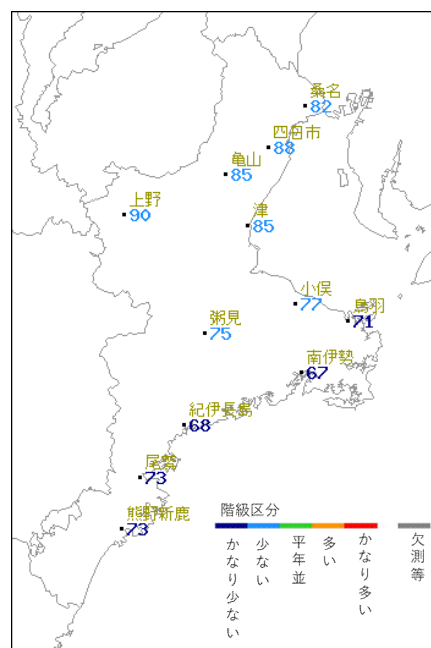 桑名
82
四日市
88
亀山
85
上野
90
津
85
小俣
77
鳥羽
71
粥見
75
南伊勢
67
紀伊長島
68
尾鷲
73
熊野新鹿
73
階級区分
かなり少ない
少ない
平年並
多い
かなり多い
欠測等